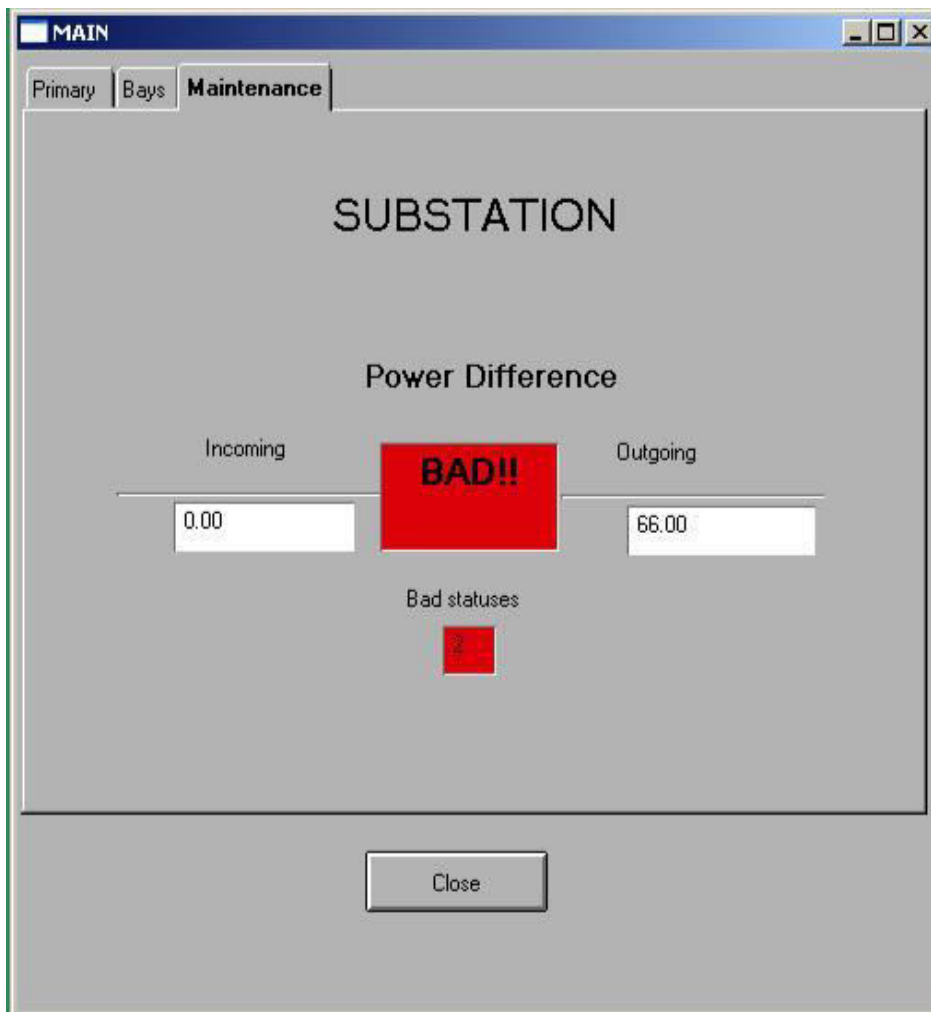 MAIN
Primary Bays Maintenance
SUBSTATION
Power Difference
Incoming BAD!! Outgoing
0.00 66.00
Bad statuses
Close